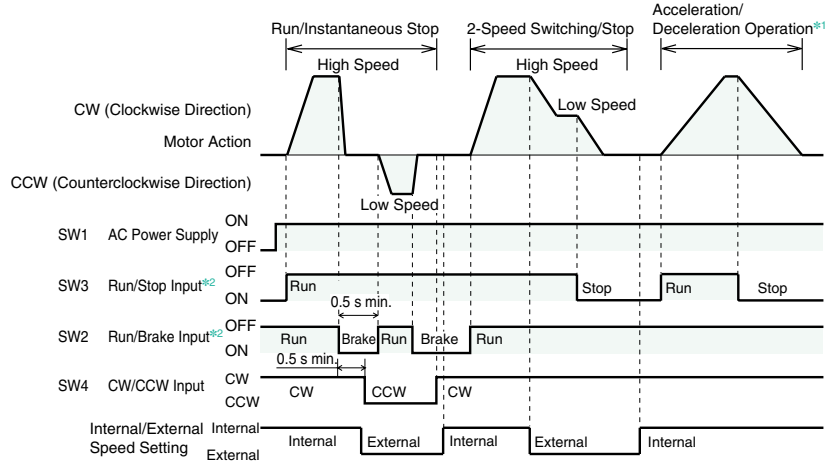 Acceleration/
Run/Instantaneous Stop 2-Speed Switching/Stop Deceleration Operation*1
High Speed High Speed
CW (Clockwise Direction) Low Speed
Motor Action
CCW (Counterclockwise Direction)
Low Speed
SW1 AC Power Supply ON
OFF
SW3 Run/Stop Input*2 OFF
ON
Run Stop Run Stop
0.5 s min.
SW2 Run/Brake Input*2 OFF
ON
Run Brake Run Brake Run
0.5 s min.
SW4 CW/CCW Input CW
CCW
CW CCW CW
Internal/External Internal
Speed Setting External
Internal External Internal External Internal